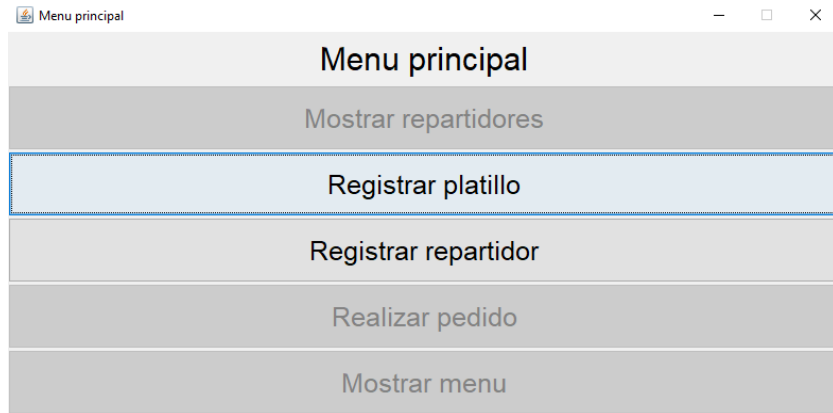 Menu principal
Menu principal
Mostrar repartidores
Registrar platillo
Registrar repartidor
Realizar pedido
Mostrar menu